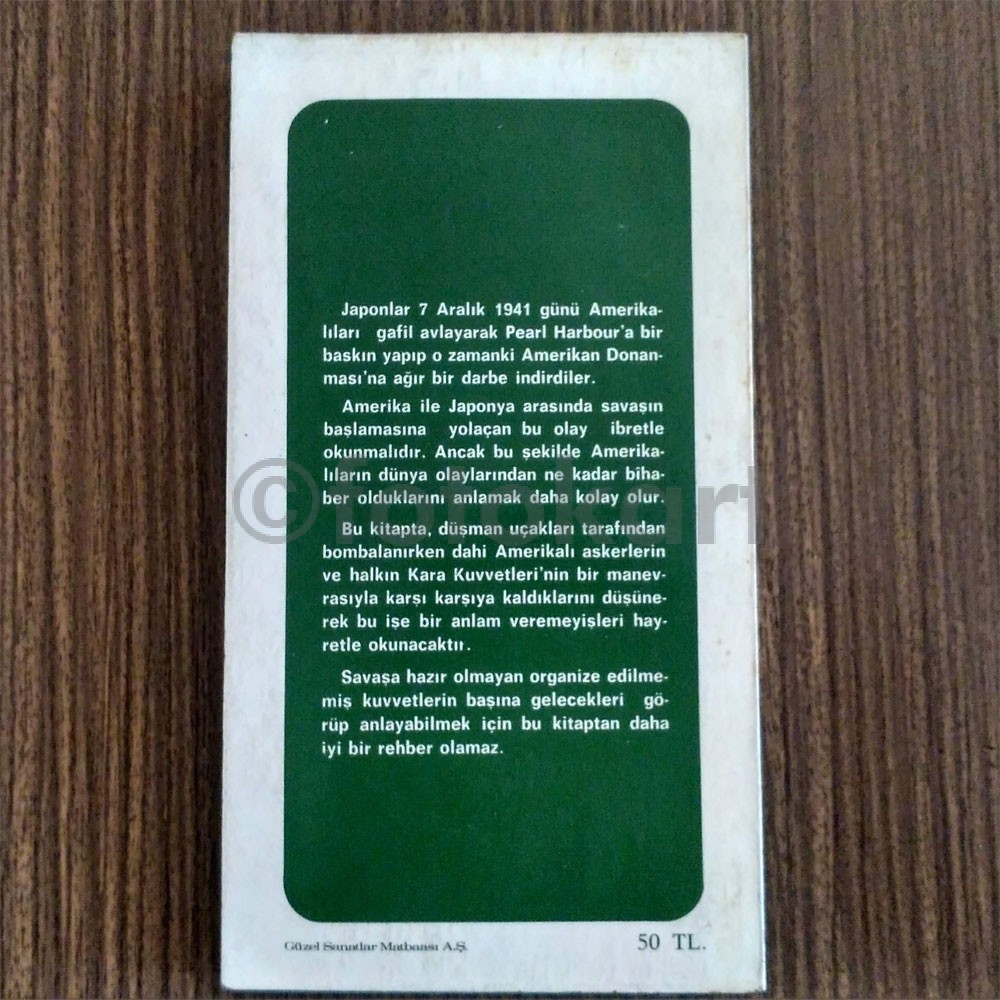 Japonlar 7 Aralık 1941 günü Amerika-
lıları gafil avlayarak Pearl Harbour'a bir
baskın yapıp o zamanki Amerikan Donan-
ması'na ağır bir darbe indirdiler.
Amerika ile Japonya arasında savaşın
başlamasına yolaçan bu olay ibretle
okunmalıdır. Ancak bu şekilde Amerika-
lıların dünya olaylarından ne kadar biha-
ber olduklarını anlamak daha kolay olur.
Bu kitapta, düşman uçakları tarafından
bombalanırken dahi Amerikalı askerlerin
ve halkın Kara Kuvvetleri'nin bir manev-
rasıyla karşı karşıya kaldıklarını düşüne-
rek bu işe bir anlam veremeyişleri hay-
retle okunacaktır.
Savaşa hazır olmayan organize edilme-
miş kuvvetlerin başına gelecekleri gö-
rüp anlayabilmek için bu kitaptan daha
iyi bir rehber olamaz.
Güzel Sanatlar Matbaası A.Ş.
50 TL.
©fotokart